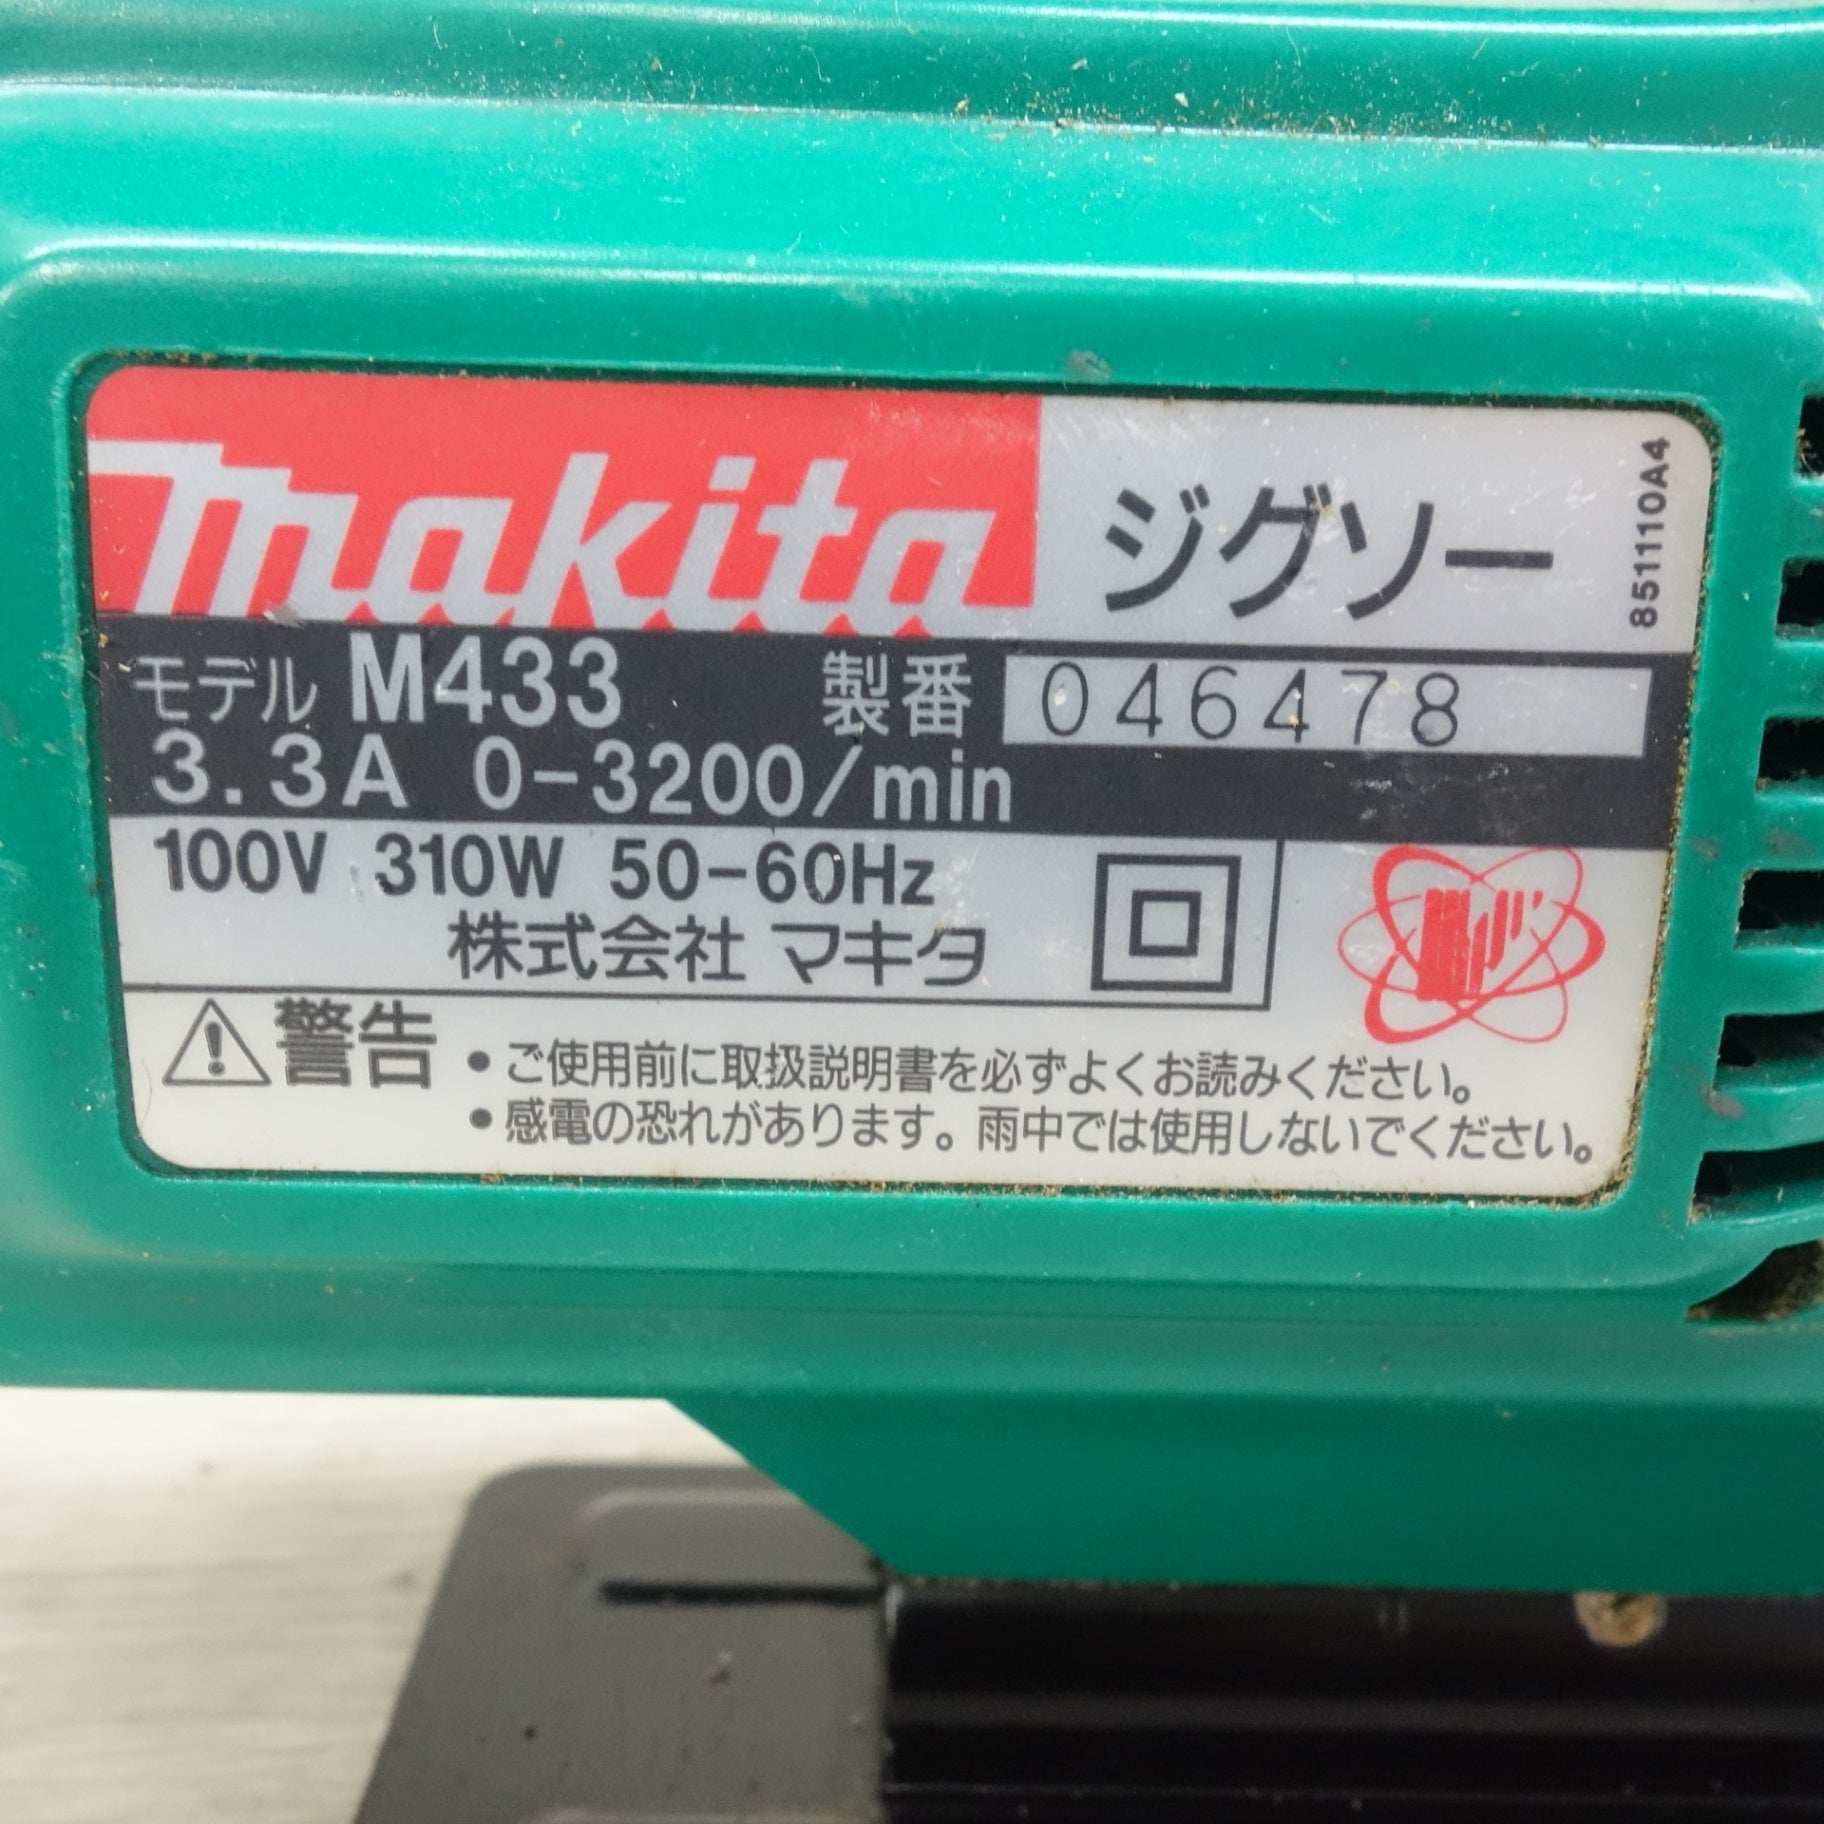 makita ジグソー
851110A4
モデル M433 製番 046478
3.3A 0-3200/min
100V 310W 50-60Hz
株式会社 マキタ
警告 ・ご使用前に取扱説明書を必ずよくお読みください。
・感電の恐れがあります。雨中では使用しないでください。